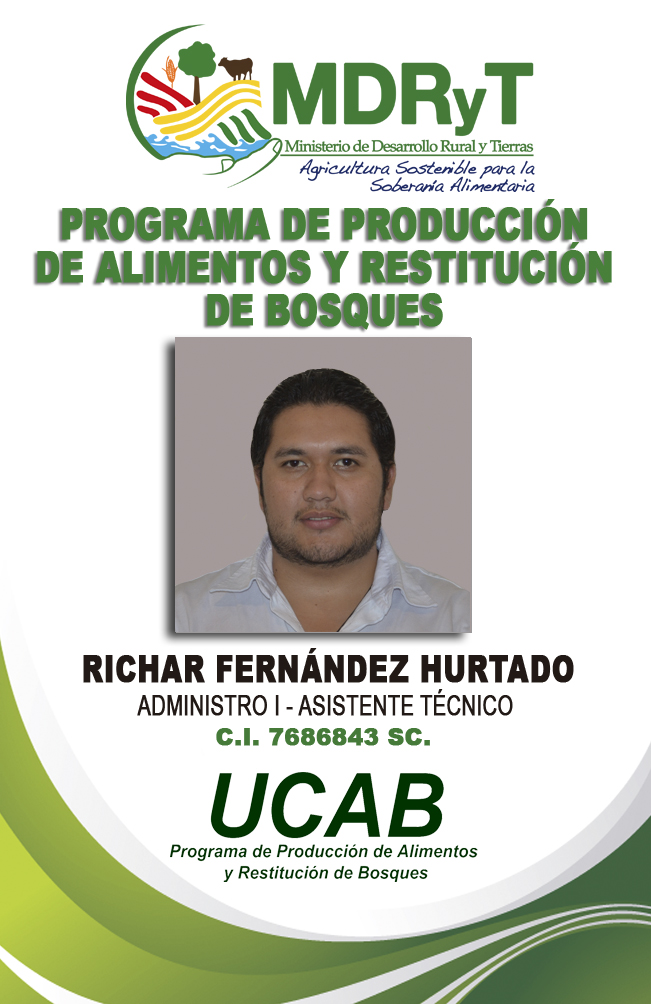 MDRyT
Ministerio de Desarrollo Rural y Tierras
Agricultura Sostenible para la
Soberanía Alimentaria
PROGRAMA DE PRODUCCIÓN
DE ALIMENTOS Y RESTITUCIÓN
DE BOSQUES
RICHAR FERNÁNDEZ HURTADO
ADMINISTRO I - ASISTENTE TÉCNICO
C.I. 7686843 SC.
UCAB
Programa de Producción de Alimentos
y Restitución de Bosques